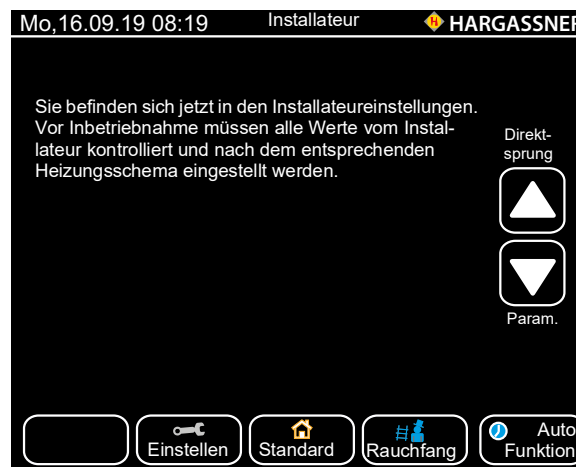 Mo,16.09.19 08:19 Installateur HARGASSNER
Sie befinden sich jetzt in den Installateureinstellungen.
Vor Inbetriebnahme müssen alle Werte vom Instal-
lateur kontrolliert und nach dem entsprechenden
Heizungsschema eingestellt werden.
Direkt-
sprung
Param.
Einstellen
Standard
Rauchfang
Auto
Funktion